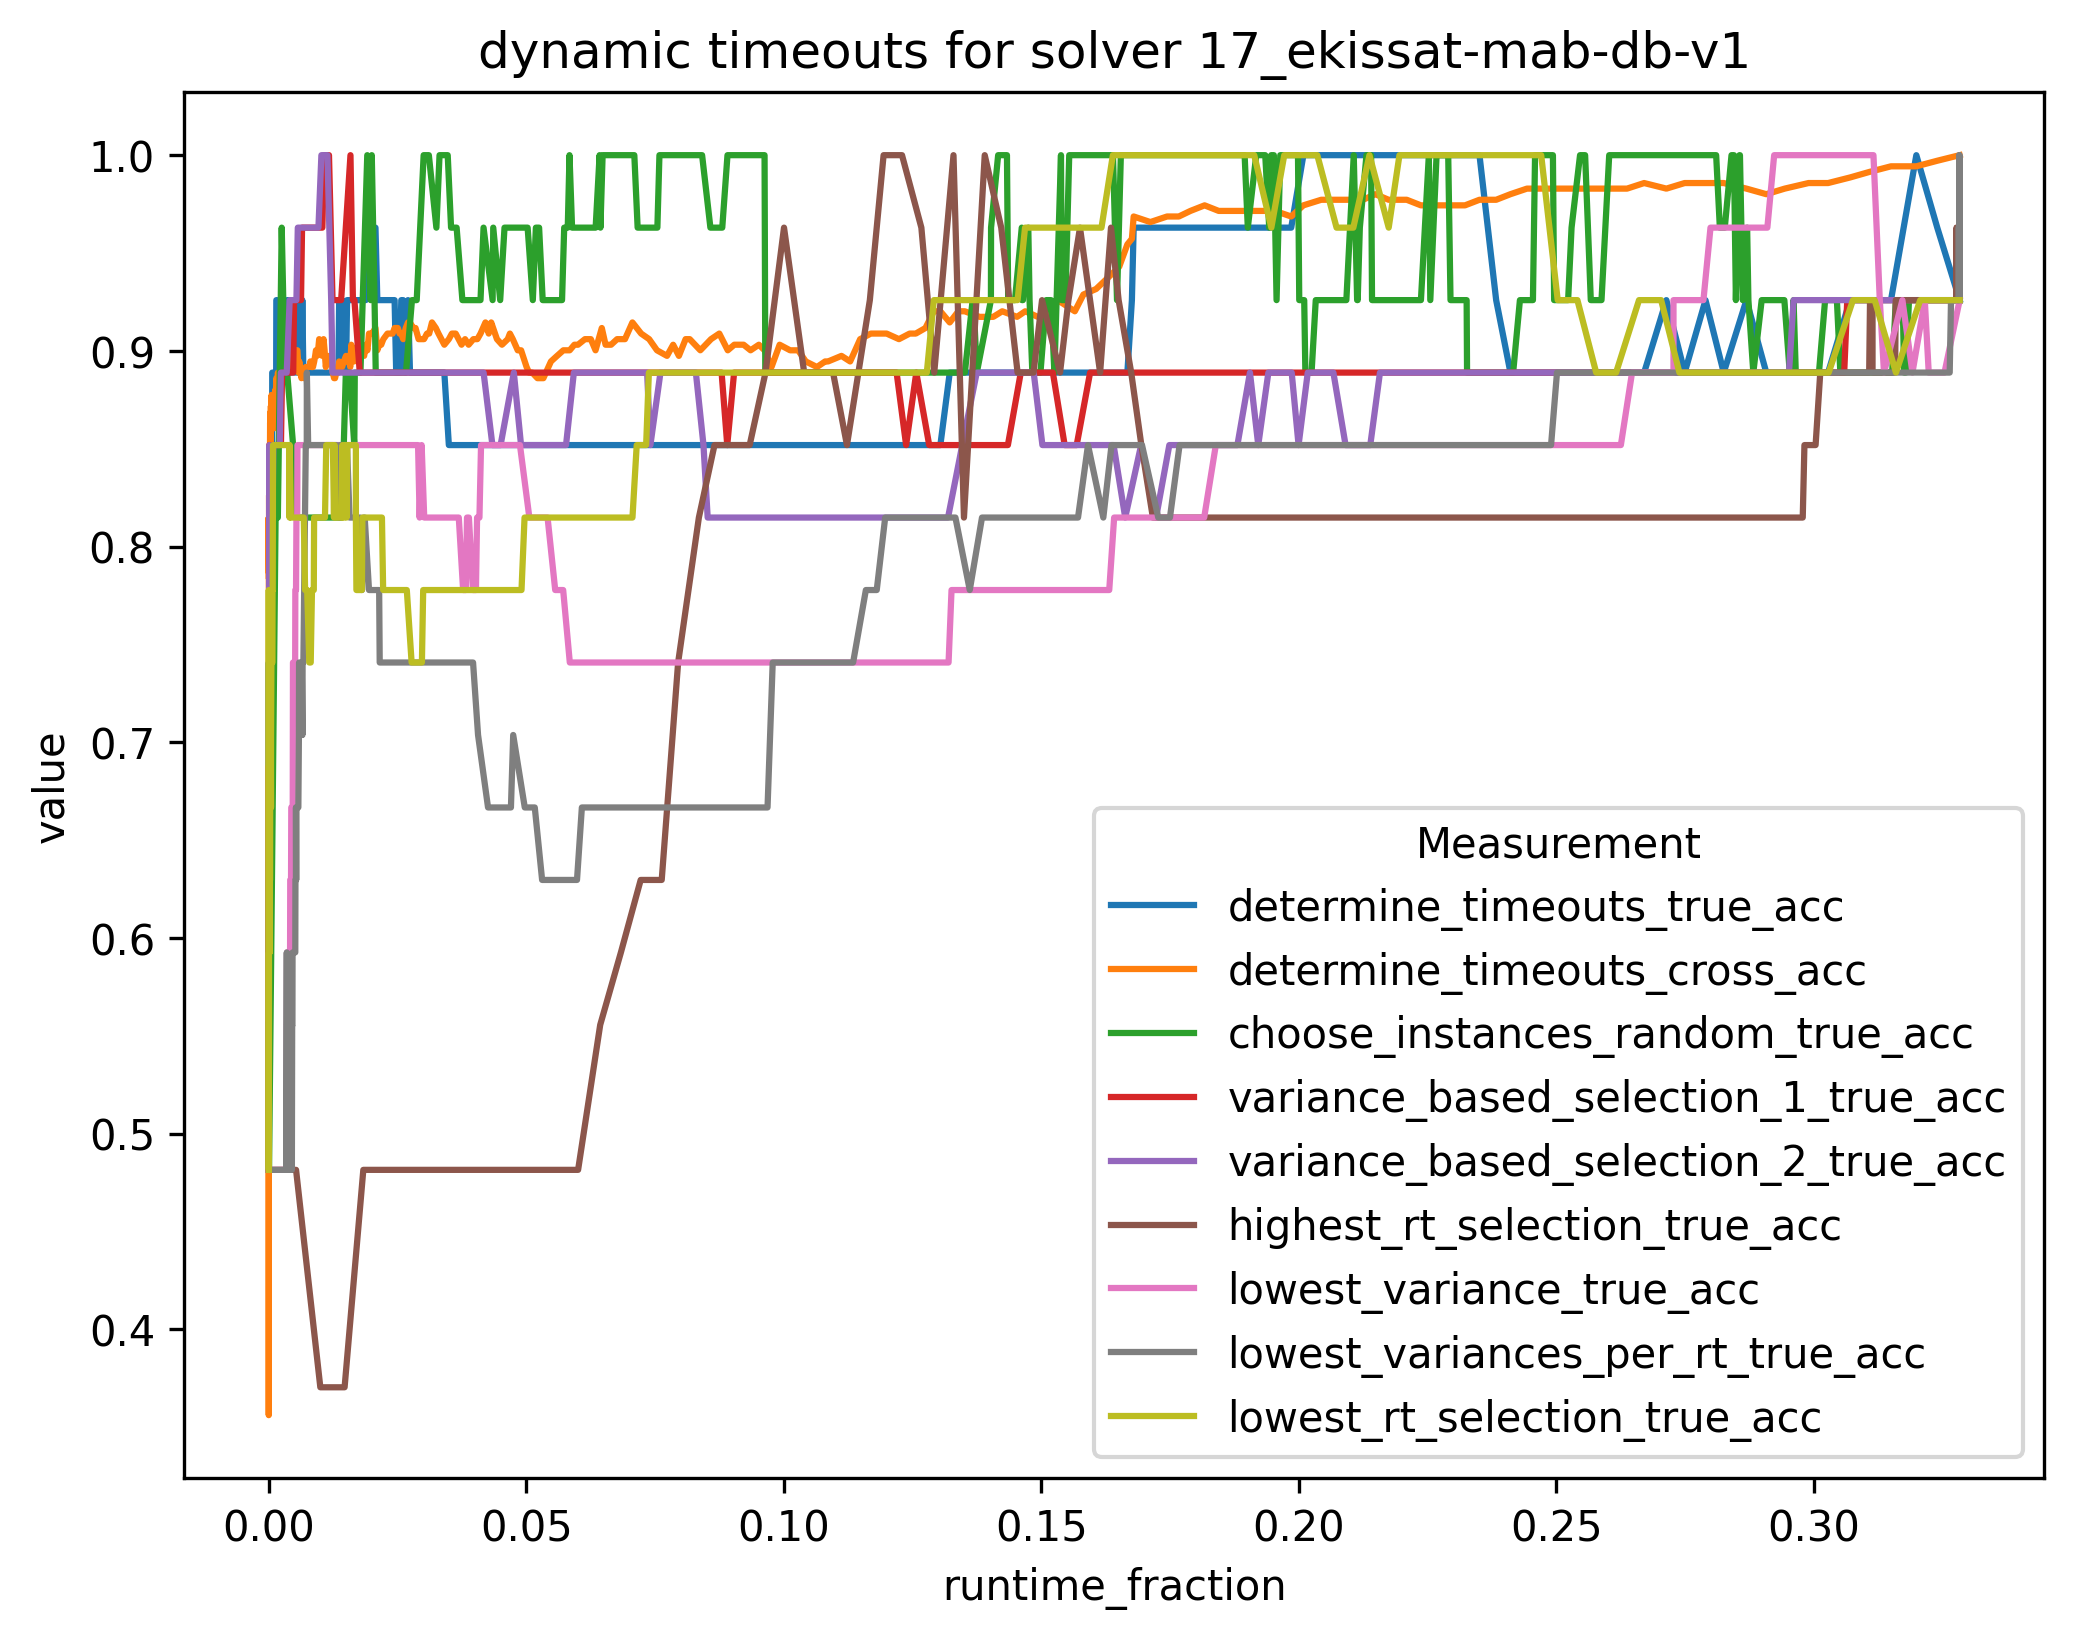 dynamic timeouts for solver 17_ekissat-mab-db-v1
1.0
0.9
0.8
0.7
0.6
0.5
0.4
value
Measurement
determine_timeouts_true_acc
determine_timeouts_cross_acc
choose_instances_random_true_acc
variance_based_selection_1_true_acc
variance_based_selection_2_true_acc
highest_rt_selection_true_acc
lowest_variance_true_acc
lowest_variances_per_rt_true_acc
lowest_rt_selection_true_acc
0.00 0.05 0.10 0.15 0.20 0.25 0.30
runtime_fraction